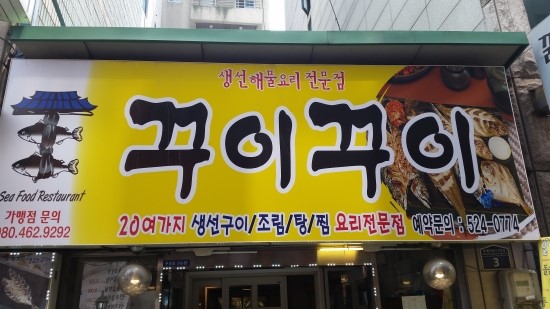 생선해물요리 전문점
꾸이꾸이
Sea Food Restaurant
가맹점 문의
080.462.9292
20여가지 생선구이/조림/탕/찜 요리전문점 예약문의 : 524-0774
3